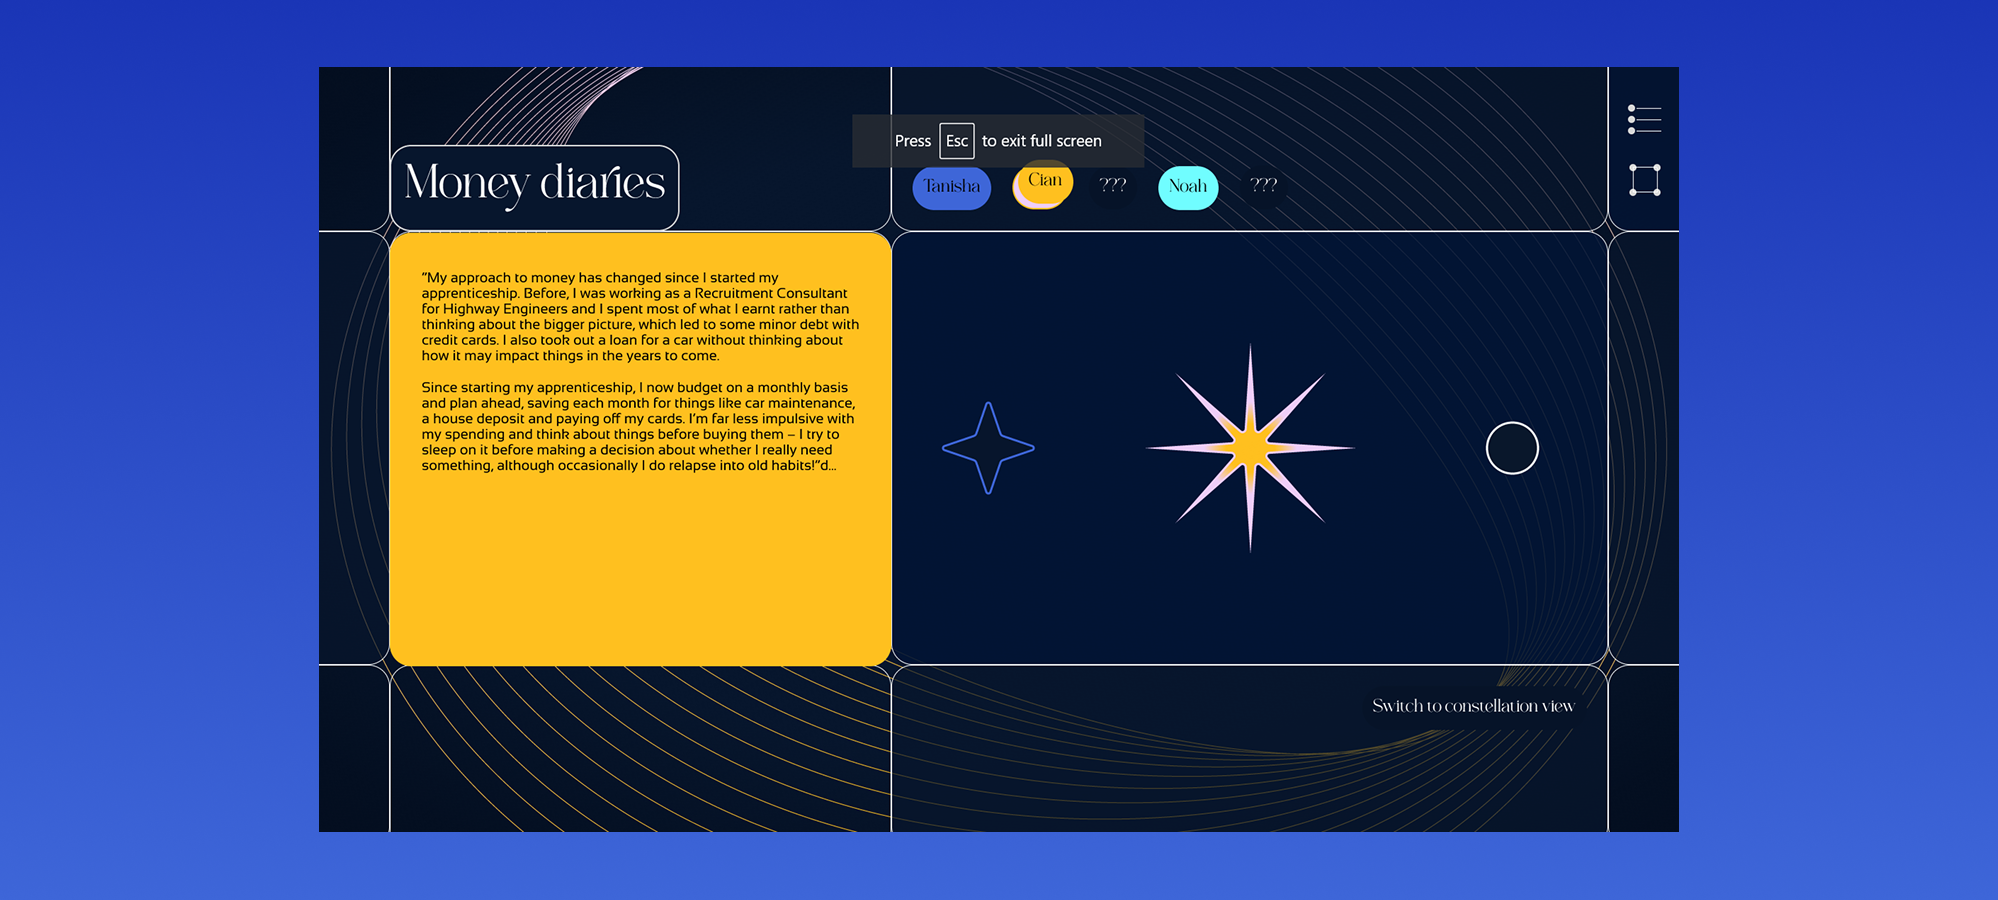 Press Esc to exit full screen
Money diaries
Tanisha
Cian
???
Noah
???
“My approach to money has changed since I started my
apprenticeship. Before, I was working as a Recruitment Consultant
for Highway Engineers and I spent most of what I earnt rather than
thinking about the bigger picture, which led to some minor debt with
credit cards. I also took out a loan for a car without thinking about
how it may impact things in the years to come.
Since starting my apprenticeship, I now budget on a monthly basis
and plan ahead, saving each month for things like car maintenance,
a house deposit and paying off my cards. I’m far less impulsive with
my spending and think about things before buying them – I try to
sleep on it before making a decision about whether I really need
something, although occasionally I do relapse into old habits!”d...
Switch to constellation view